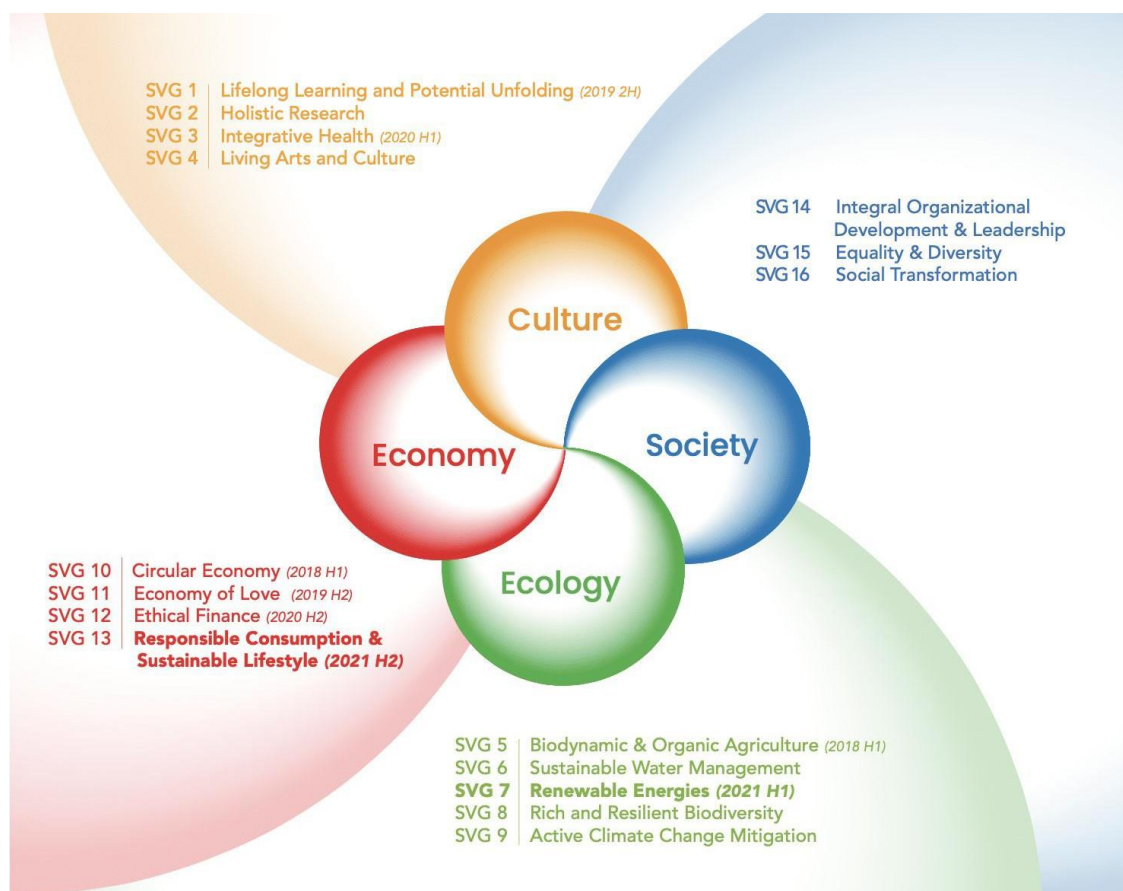 SVG 1 Lifelong Learning and Potential Unfolding (2019 2H)
SVG 2 Holistic Research
SVG 3 Integrative Health (2020 H1)
SVG 4 Living Arts and Culture
SVG 14 Integral Organizational
Development & Leadership
SVG 15 Equality & Diversity
SVG 16 Social Transformation
Culture
Society
Economy
Ecology
SVG 10 Circular Economy (2018 H1)
SVG 11 Economy of Love (2019 H2)
SVG 12 Ethical Finance (2020 H2)
SVG 13 Responsible Consumption &
Sustainable Lifestyle (2021 H2)
SVG 5 Biodynamic & Organic Agriculture (2018 H1)
SVG 6 Sustainable Water Management
SVG 7 Renewable Energies (2021 H1)
SVG 8 Rich and Resilient Biodiversity
SVG 9 Active Climate Change Mitigation